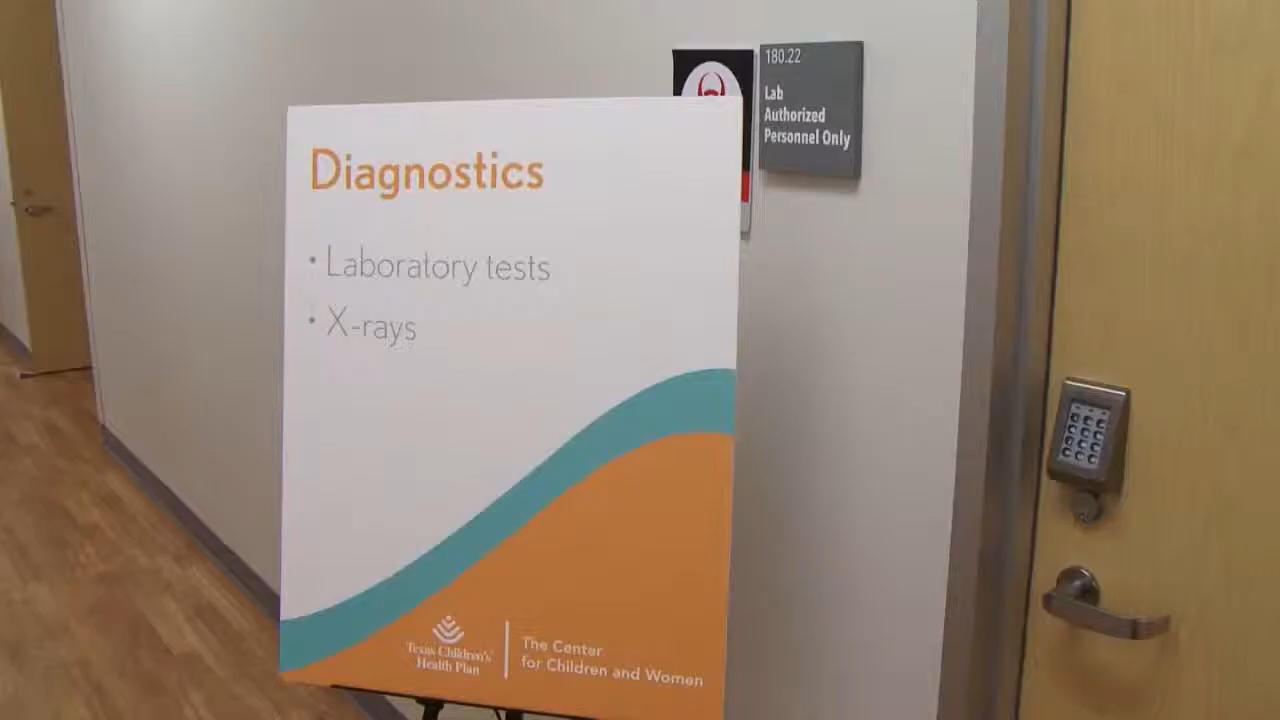 180.22
Lab
Authorized
Personnel Only
Diagnostics
• Laboratory tests
• X-rays
Texas Children's
Health Plan
The Center
for Children and Women